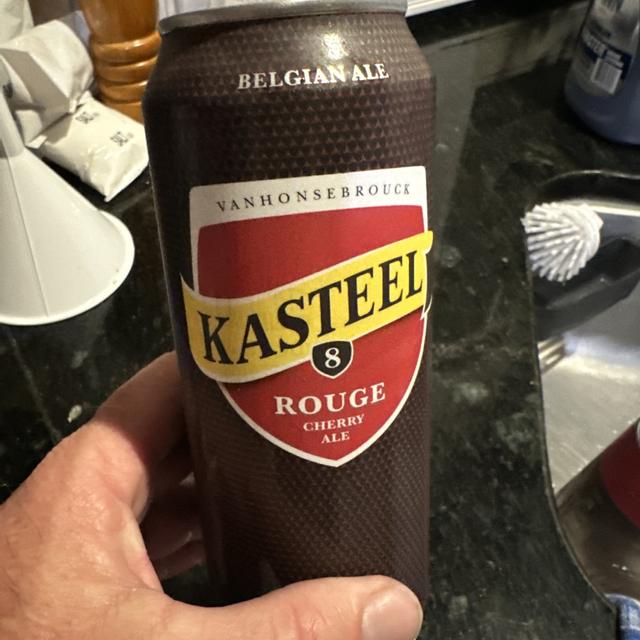 BELGIAN ALE
VANHONSEBROUCK
KASTEEL
8
ROUGE
CHERRY
ALE